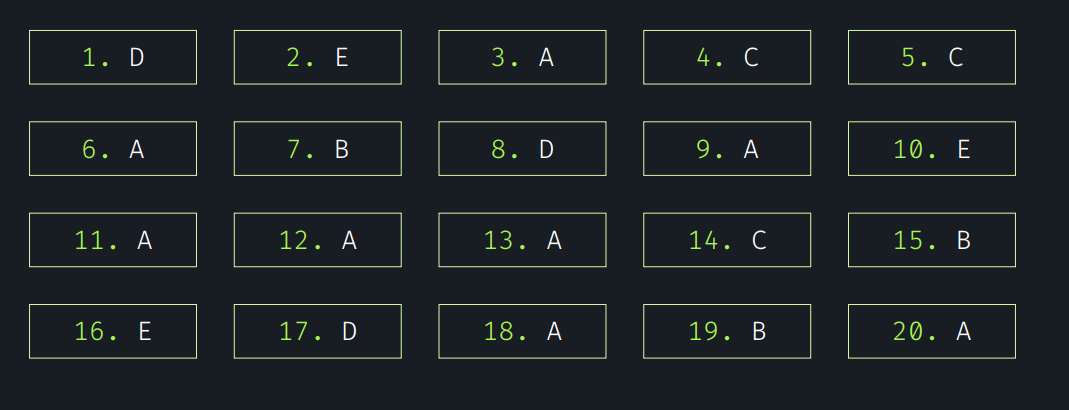 1. D 2. E 3. A 4. C 5. C
6. A 7. B 8. D 9. A 10. E
11. A 12. A 13. A 14. C 15. B
16. E 17. D 18. A 19. B 20. A